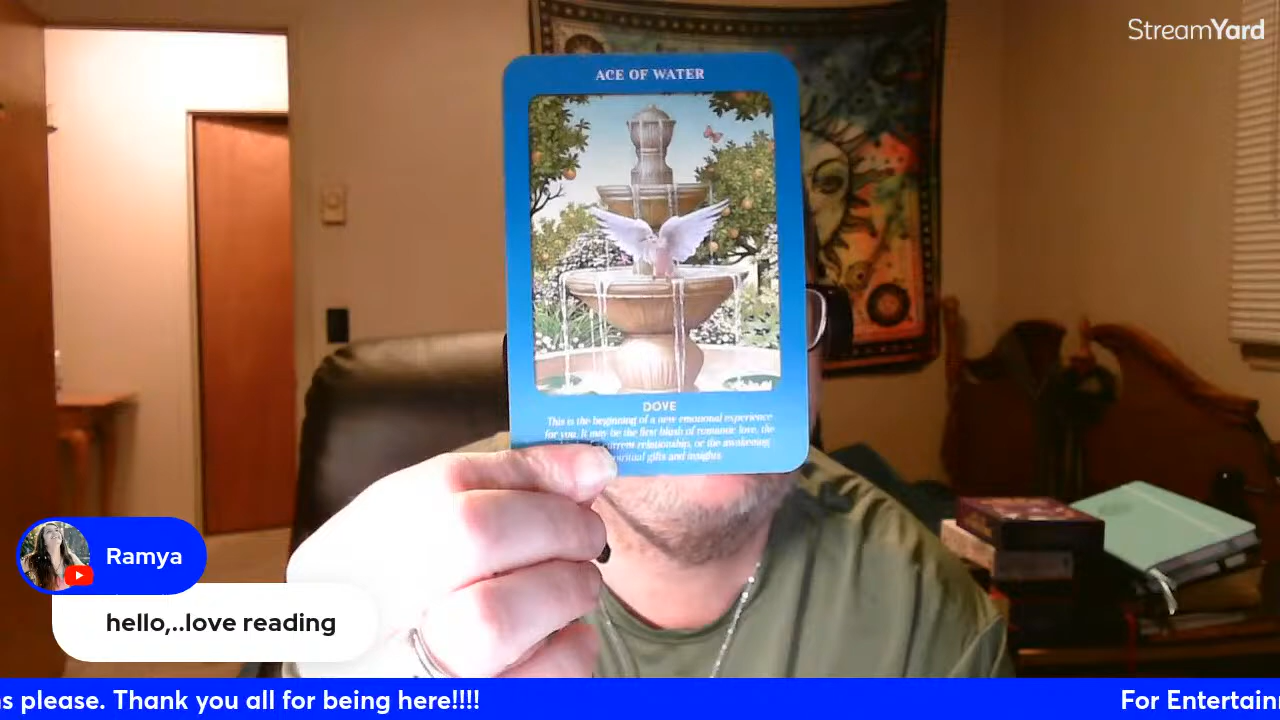 StreamYard
ACE OF WATER
DOVE
This is the beginning of a new emotional experience
for you. It may be the first blush of romantic love, the
current relationship, or the awakening
spiritual gifts and insights
Ramya
hello,..love reading
s please. Thank you all for being here!!!!
For Entertain